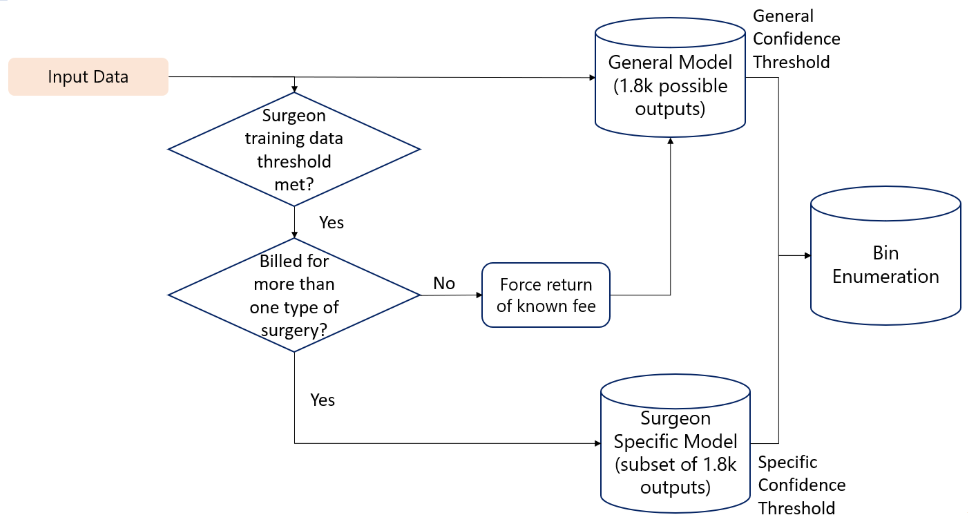 General
Confidence
Threshold
Input Data
General Model
(1.8k possible
outputs)
Surgeon
training data
threshold
met?
Yes
Billed for
more than
one type of
surgery?
No
Force return
of known fee
Bin
Enumeration
Yes
Surgeon
Specific Model
(subset of 1.8k
outputs)
Specific
Confidence
Threshold